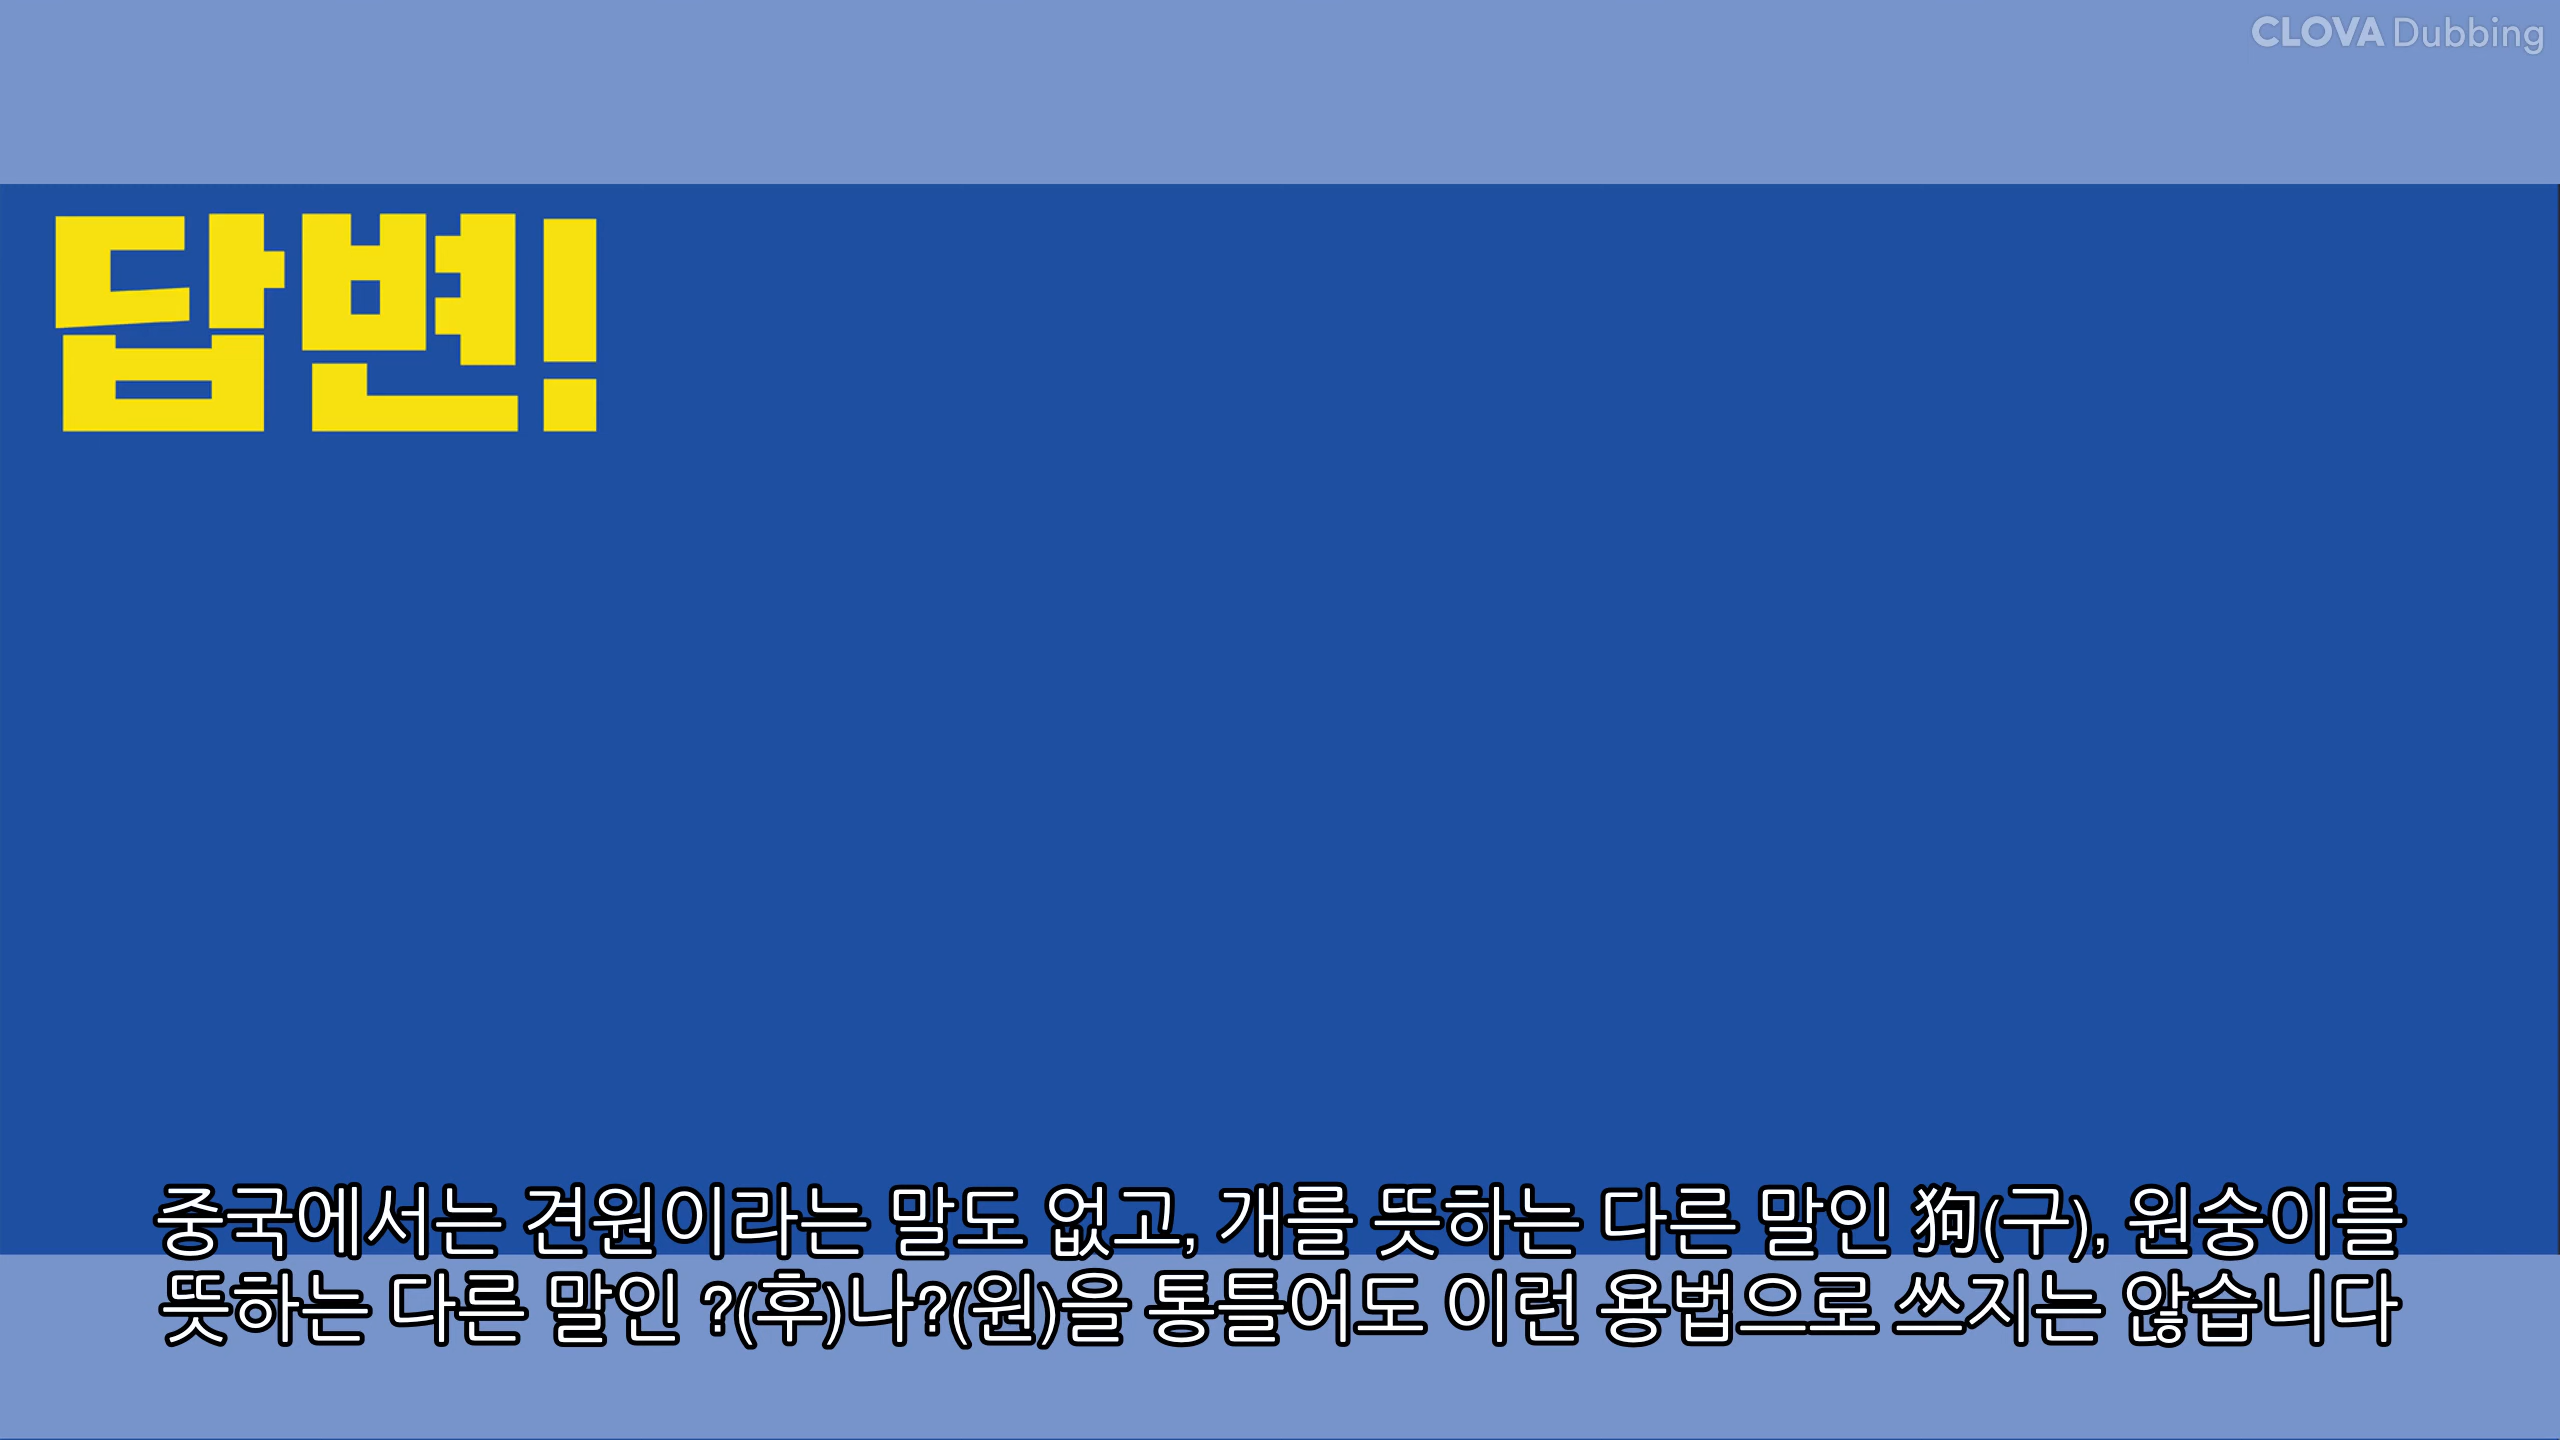 CLOVA Dubbing
답변!
중국에서는 견원이라는 말도 없고, 개를 뜻하는 다른 말인 狗(구), 원숭이를
뜻하는 다른 말인 ?(후)나?(원)을 통틀어도 이런 용법으로 쓰지는 않습니다